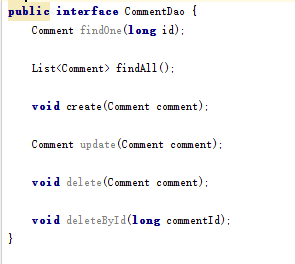 public interface CommentDao {
Comment findOne(long id);
List<Comment> findAll();
void create(Comment comment);
Comment update(Comment comment);
void delete(Comment comment);
void deleteById(long commentId);
}